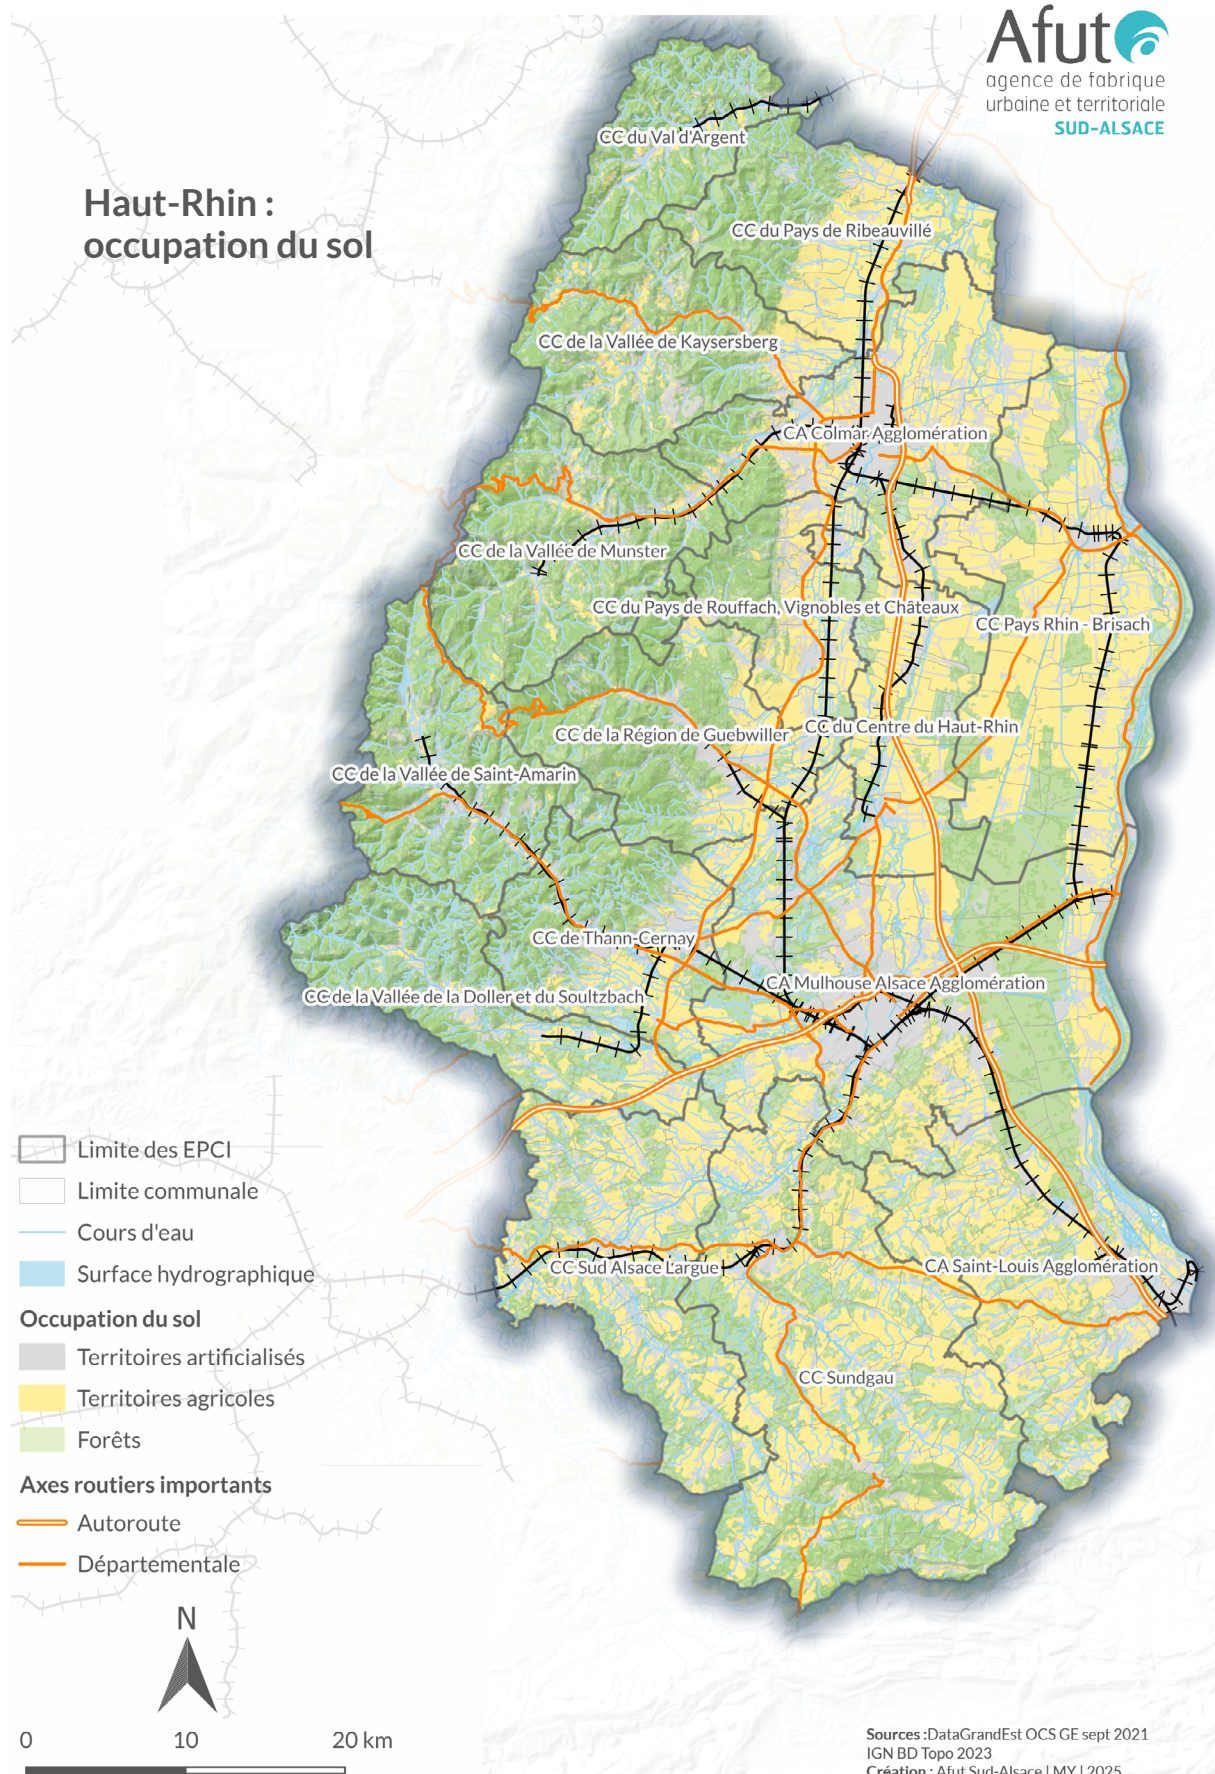 Afut
agence de fabrique
urbaine et territoriale
SUD-ALSACE
Haut-Rhin :
occupation du sol
CC du Val d'Argent
CC du Pays de Ribeauvillé
CC de la Vallée de Kaysersberg
CA Colmar Agglomération
CC de la Vallée de Munster
CC du Pays de Rouffach, Vignobles et Châteaux
CC Pays Rhin - Brisach
CC de la Région de Guebwiller
CC du Centre du Haut-Rhin
CC de la Vallée de Saint-Amarin
CC de Thann-Cernay
CA Mulhouse Alsace Agglomération
CC de la Vallée de la Doller et du Soultzbach
CC Sud Alsace Largue
CA Saint-Louis Agglomération
CC Sundgau
Limite des EPCI
Limite communale
Cours d'eau
Surface hydrographique
Occupation du sol
Territoires artificialisés
Territoires agricoles
Forêts
Axes routiers importants
Autoroute
Départementale
N
0 10 20 km
Sources :DataGrandEst OCS GE sept 2021
IGN BD Topo 2023
Création : Afut Sud-Alsace | MY | 2025